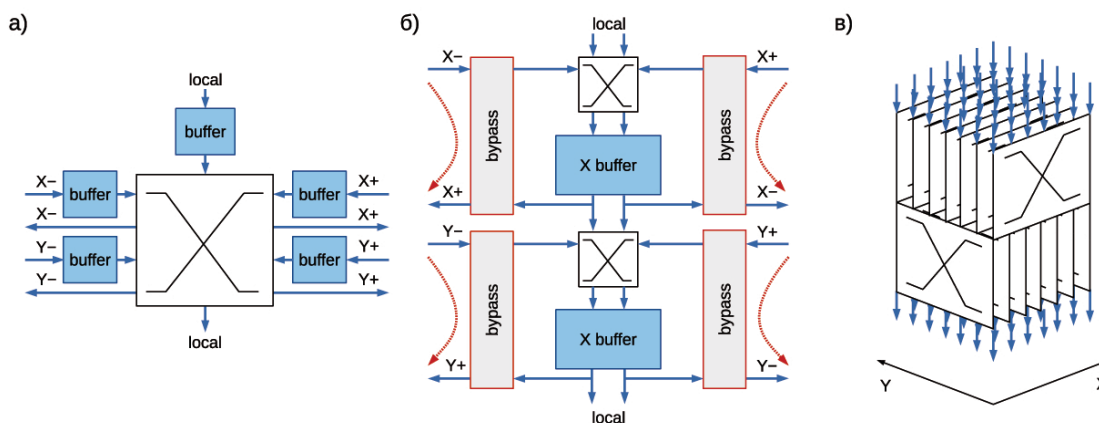 а)
local
buffer
X−
buffer
X−
Y−
buffer
Y−
buffer
X+
X+
buffer
Y+
Y+
local
б)
local
X−
X+
bypass
bypass
X buffer
X+
X−
Y−
Y+
bypass
bypass
X buffer
Y+
Y−
local
в)
Y
X